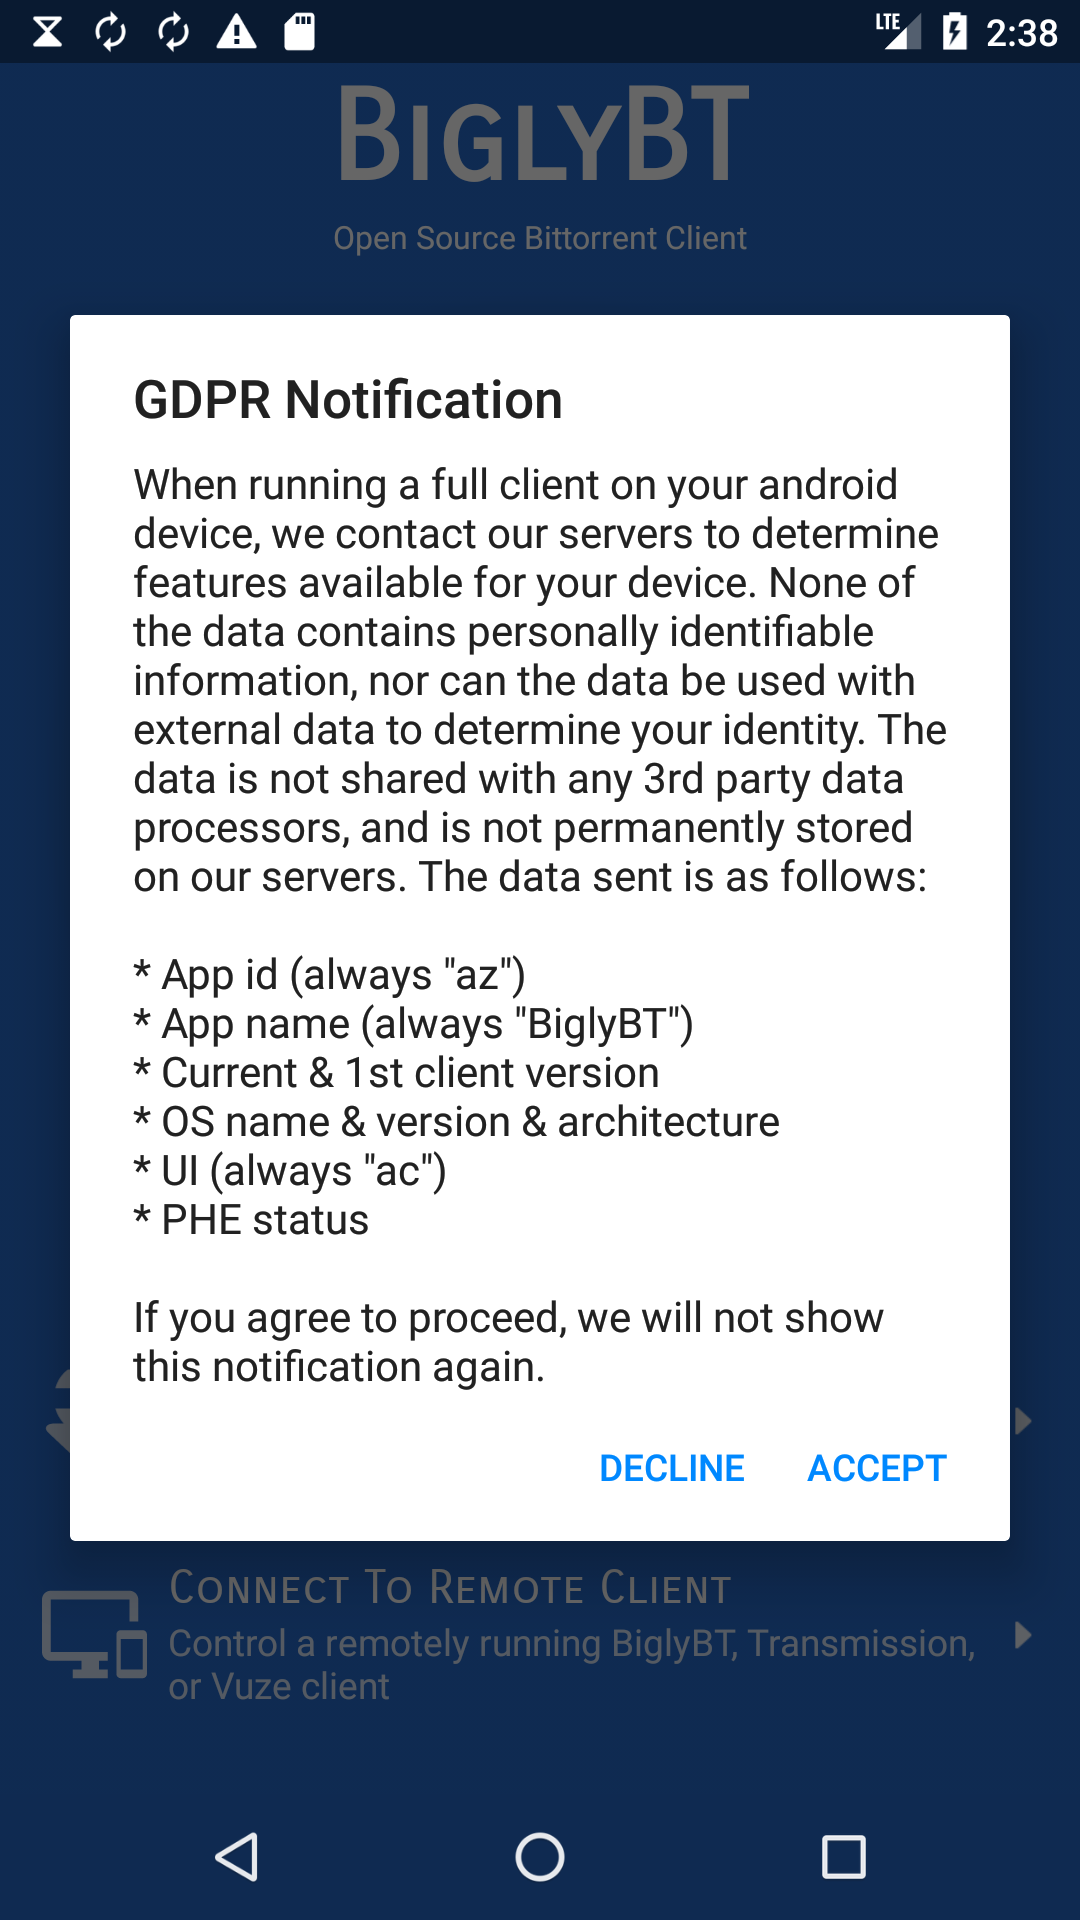 LTE 2:38
BIGLYBT
Open Source Bittorrent Client
GDPR Notification
When running a full client on your android
device, we contact our servers to determine
features available for your device. None of
the data contains personally identifiable
information, nor can the data be used with
external data to determine your identity. The
data is not shared with any 3rd party data
processors, and is not permanently stored
on our servers. The data sent is as follows:
* App id (always "az")
* App name (always "BiglyBT")
* Current & 1st client version
* OS name & version & architecture
* UI (always "ac")
* PHE status
If you agree to proceed, we will not show
this notification again.
DECLINE ACCEPT
Connect To Remote Client
Control a remotely running BiglyBT, Transmission,
or Vuze client